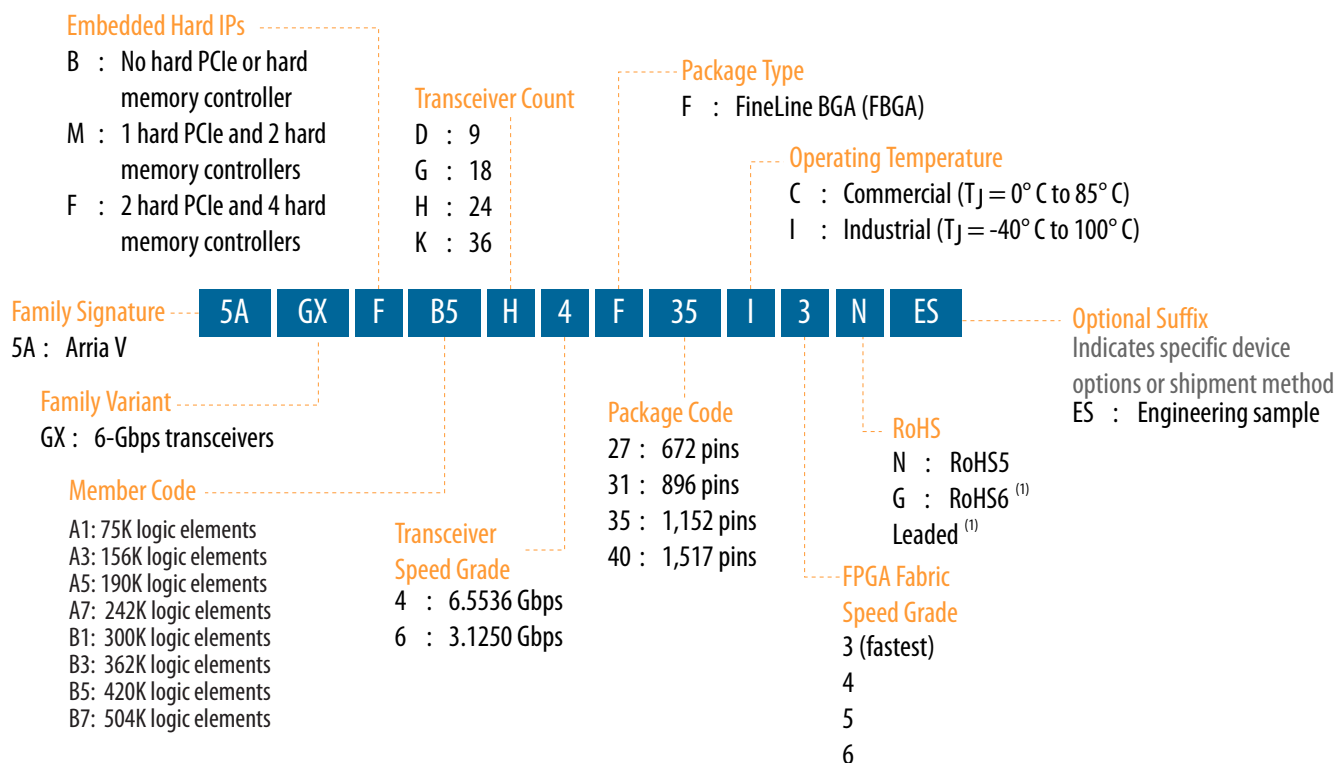 Embedded Hard IPs
B : No hard PCIe or hard
memory controller
M : 1 hard PCIe and 2 hard
memory controllers
F : 2 hard PCIe and 4 hard
memory controllers
Transceiver Count
D : 9
G : 18
H : 24
K : 36
Package Type
F : FineLine BGA (FBGA)
Operating Temperature
C : Commercial (TJ = 0° C to 85° C)
I : Industrial (TJ = -40° C to 100° C)
Family Signature
5A : Arria V
5A GX F B5 H 4 F 35 I 3 N ES
Optional Suffix
Indicates specific device
options or shipment method
ES : Engineering sample
Family Variant
GX : 6-Gbps transceivers
Member Code
A1: 75K logic elements
A3: 156K logic elements
A5: 190K logic elements
A7: 242K logic elements
B1: 300K logic elements
B3: 362K logic elements
B5: 420K logic elements
B7: 504K logic elements
Transceiver
Speed Grade
4 : 6.5536 Gbps
6 : 3.1250 Gbps
Package Code
27 : 672 pins
31 : 896 pins
35 : 1,152 pins
40 : 1,517 pins
RoHS
N : RoHS5
G : RoHS6 (1)
Leaded (1)
FPGA Fabric
Speed Grade
3 (fastest)
4
5
6